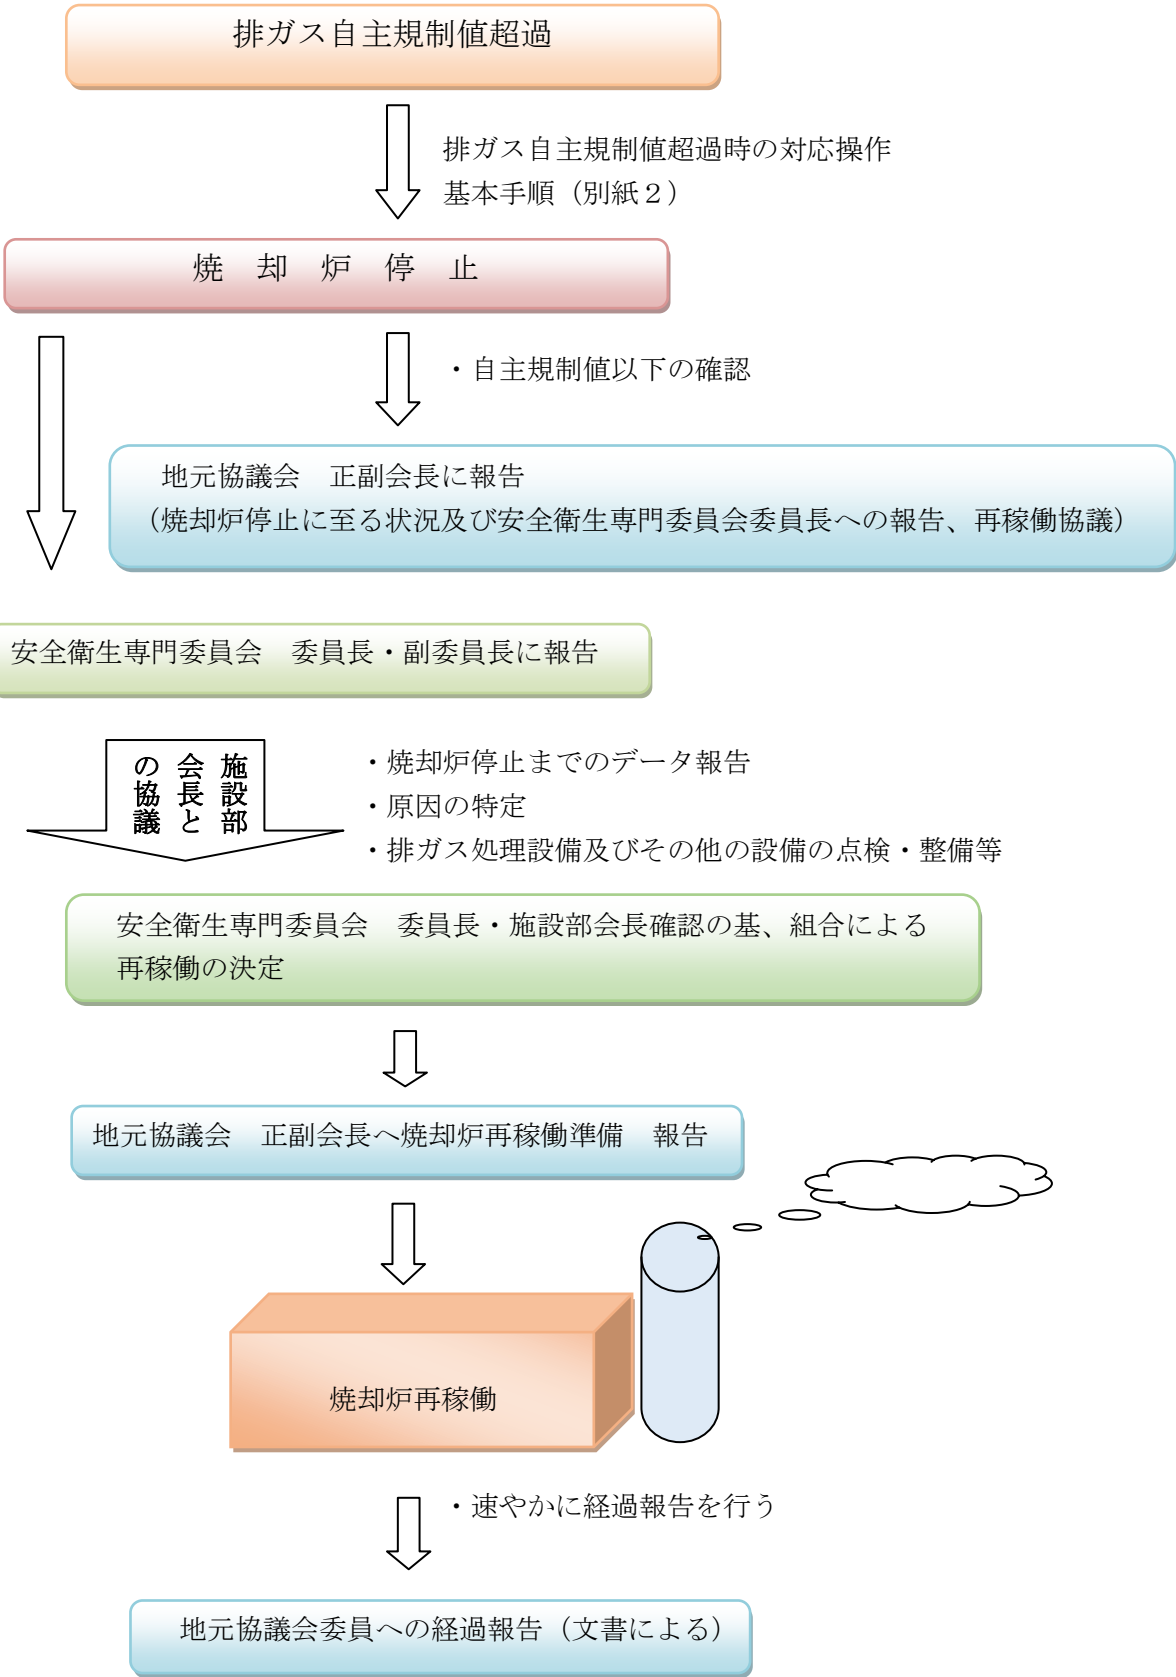 排ガス自主規制値超過
排ガス自主規制値超過時の対応操作
基本手順（別紙２）
焼　却　炉　停　止
・自主規制値以下の確認
地元協議会　正副会長に報告
（焼却炉停止に至る状況及び安全衛生専門委員会委員長への報告、再稼働協議）
安全衛生専門委員会　委員長・副委員長に報告
施設部
会長と
の協議
・焼却炉停止までのデータ報告
・原因の特定
・排ガス処理設備及びその他の設備の点検・整備等
安全衛生専門委員会　委員長・施設部会長確認の基、組合による
再稼働の決定
地元協議会　正副会長へ焼却炉再稼働準備　報告
焼却炉再稼働
・速やかに経過報告を行う
地元協議会委員への経過報告（文書による）